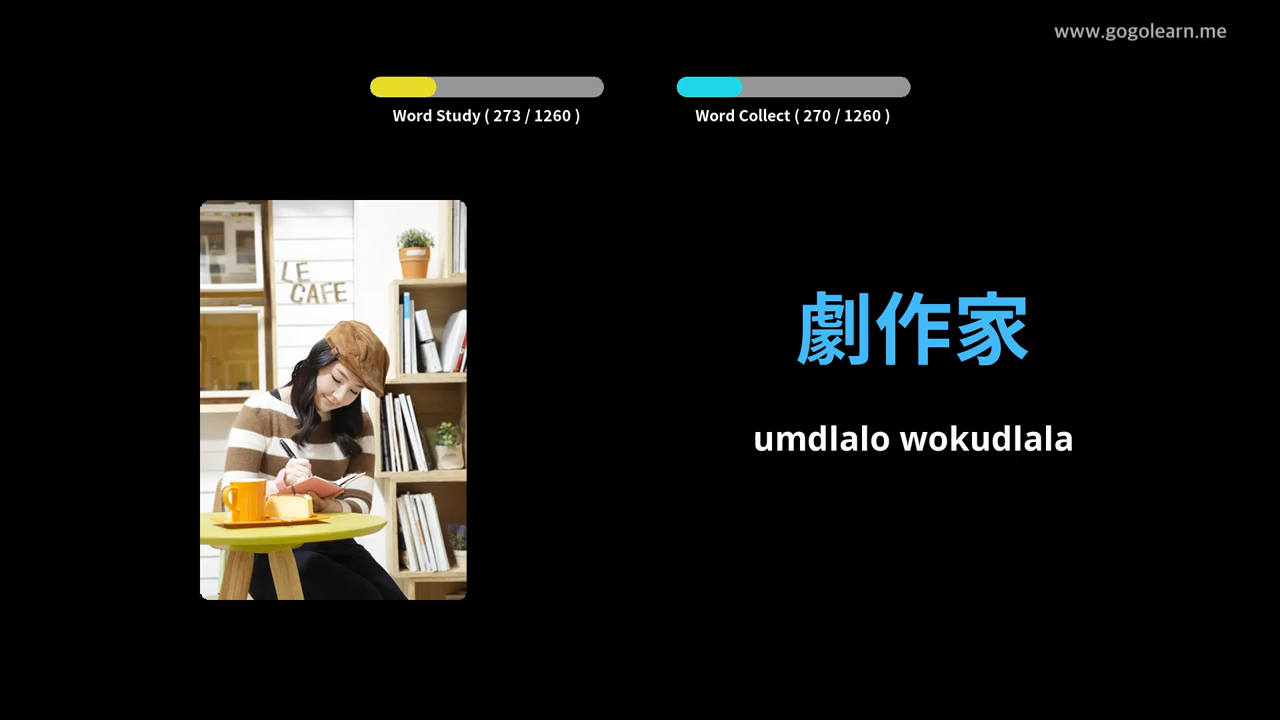 www.gogolearn.me
Word Study ( 273 / 1260 )
Word Collect ( 270 / 1260 )
LE
CAFE
劇作家
umdlalo wokudlala